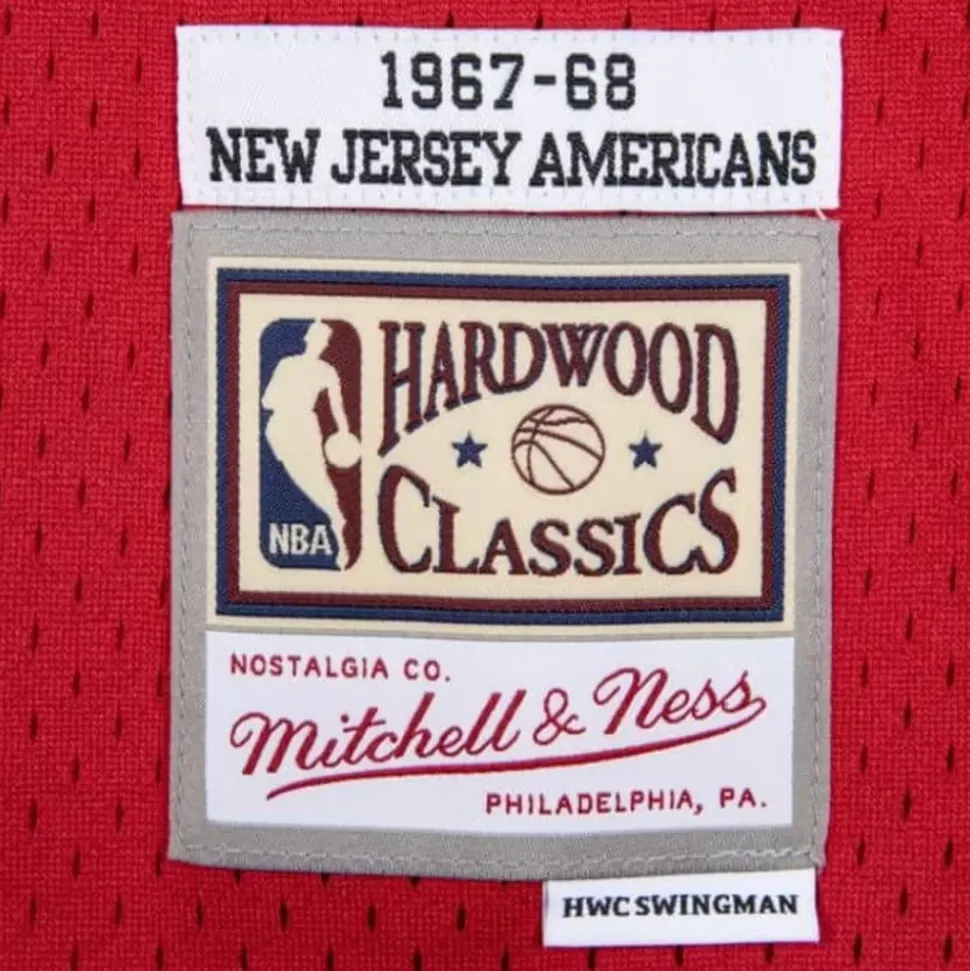 1967-68
NEW JERSEY AMERICANS
HARDWOOD
CLASSICS
NBA
NOSTALGIA CO.
Mitchell & Ness
PHILADELPHIA, PA.
HWC SWINGMAN